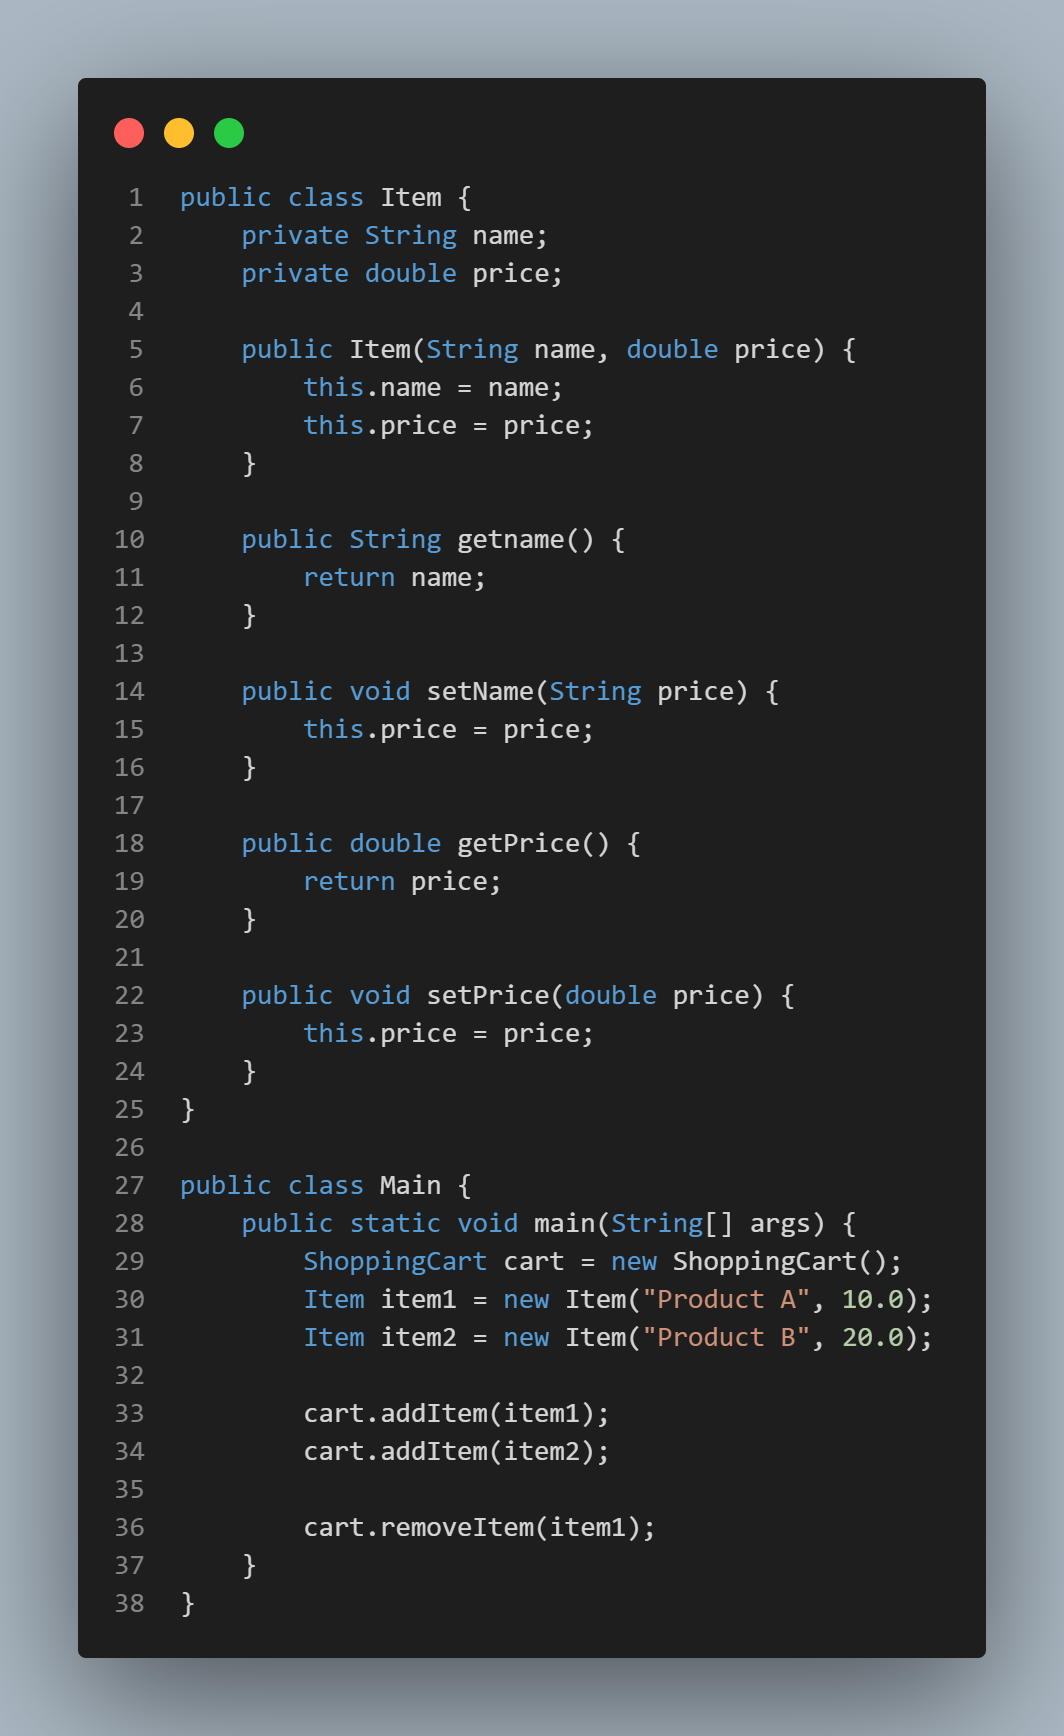 1 public class Item {
2     private String name;
3     private double price;
4
5     public Item(String name, double price) {
6         this.name = name;
7         this.price = price;
8     }
9
10     public String getname() {
11         return name;
12     }
13
14     public void setName(String price) {
15         this.price = price;
16     }
17
18     public double getPrice() {
19         return price;
20     }
21
22     public void setPrice(double price) {
23         this.price = price;
24     }
25 }
26
27 public class Main {
28     public static void main(String[] args) {
29         ShoppingCart cart = new ShoppingCart();
30         Item item1 = new Item("Product A", 10.0);
31         Item item2 = new Item("Product B", 20.0);
32
33         cart.addItem(item1);
34         cart.addItem(item2);
35
36         cart.removeItem(item1);
37     }
38 }